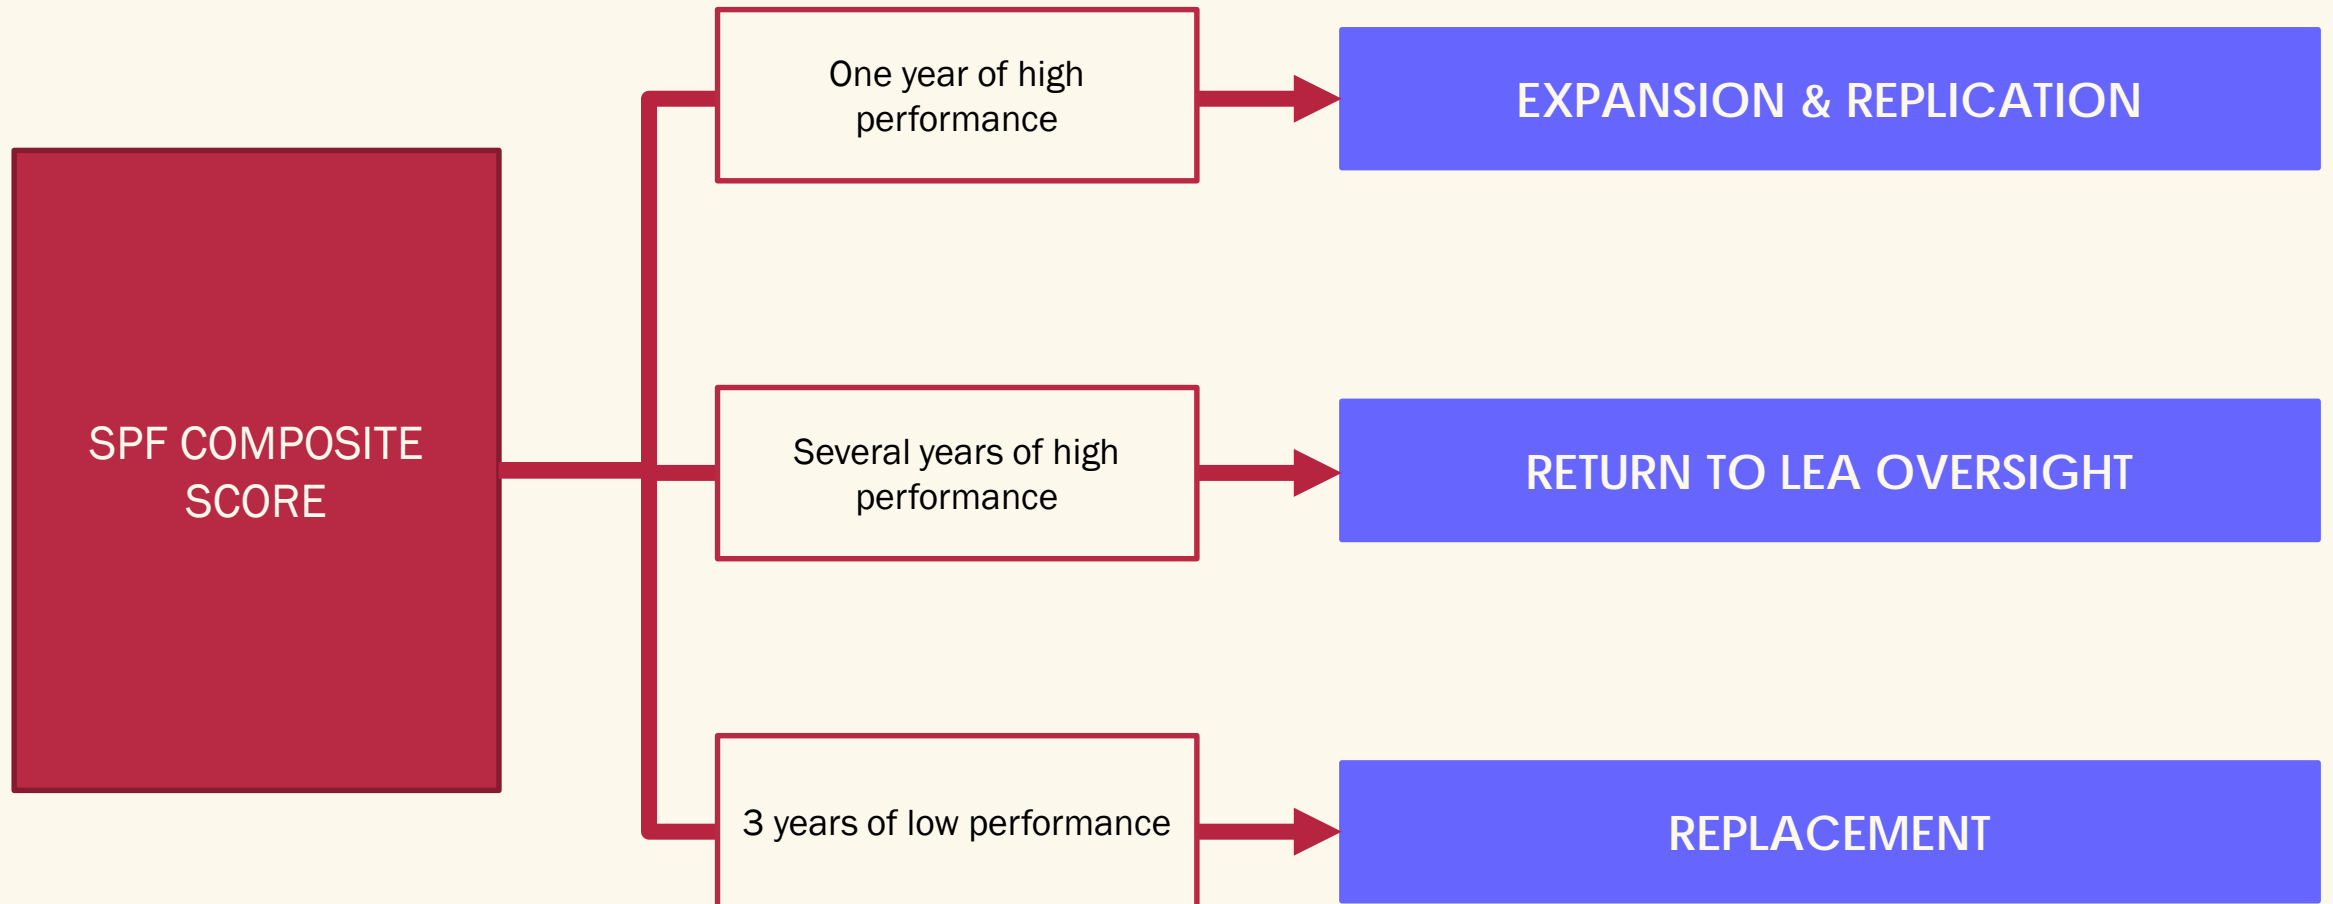 SPF COMPOSITE
SCORE
One year of high
performance
EXPANSION & REPLICATION
Several years of high
performance
RETURN TO LEA OVERSIGHT
3 years of low performance
REPLACEMENT